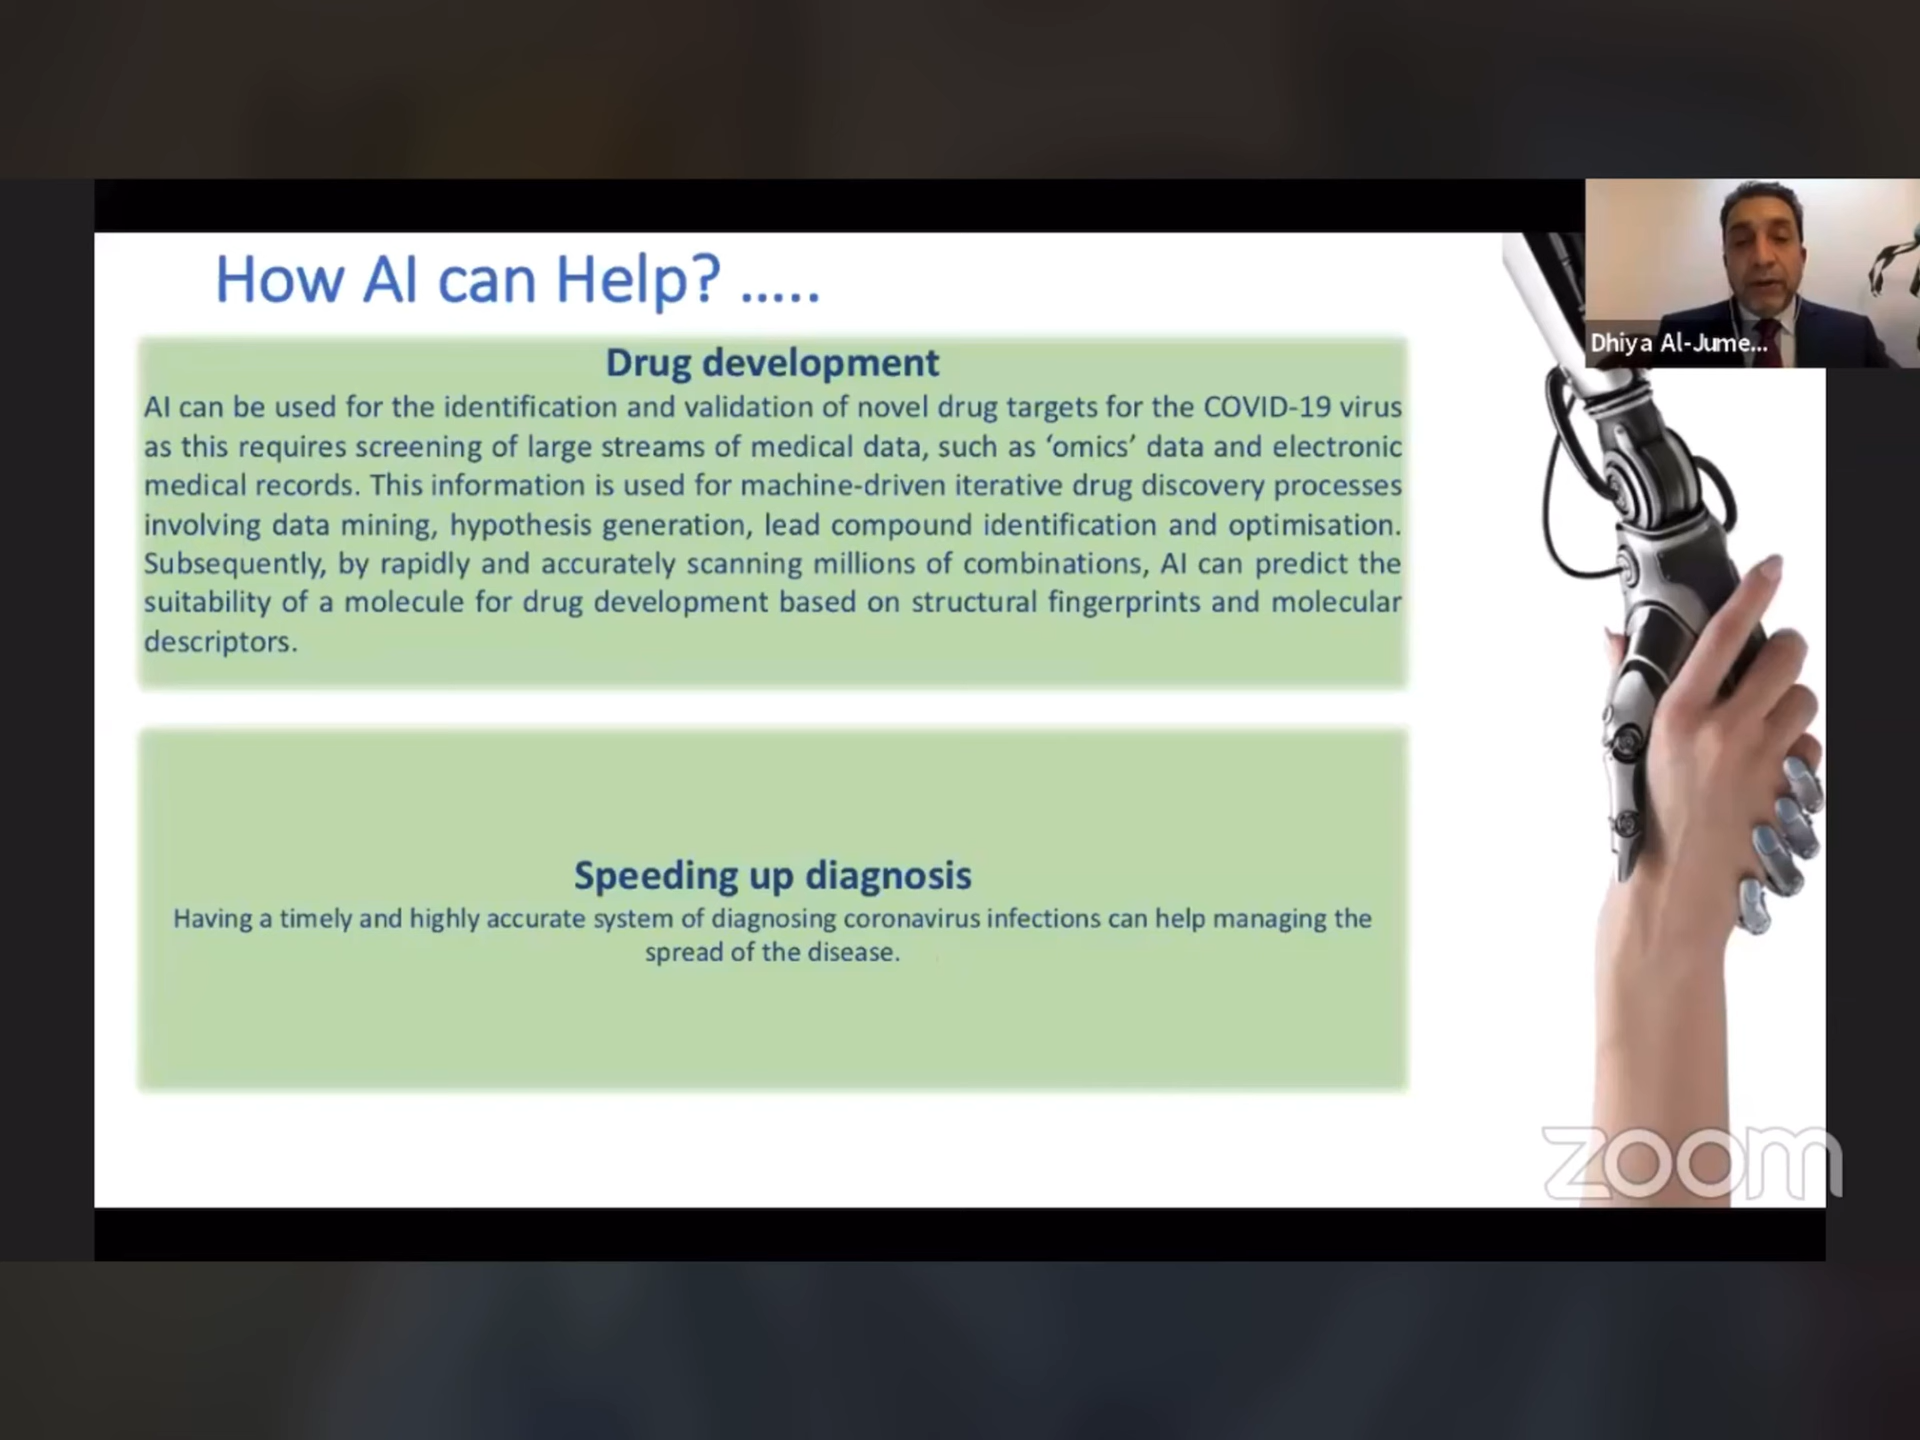 How AI can Help? .....
Dhiya Al-Jume...
Drug development
AI can be used for the identification and validation of novel drug targets for the COVID-19 virus
as this requires screening of large streams of medical data, such as ‘omics’ data and electronic
medical records. This information is used for machine-driven iterative drug discovery processes
involving data mining, hypothesis generation, lead compound identification and optimisation.
Subsequently, by rapidly and accurately scanning millions of combinations, AI can predict the
suitability of a molecule for drug development based on structural fingerprints and molecular
descriptors.
Speeding up diagnosis
Having a timely and highly accurate system of diagnosing coronavirus infections can help managing the
spread of the disease.
zoom